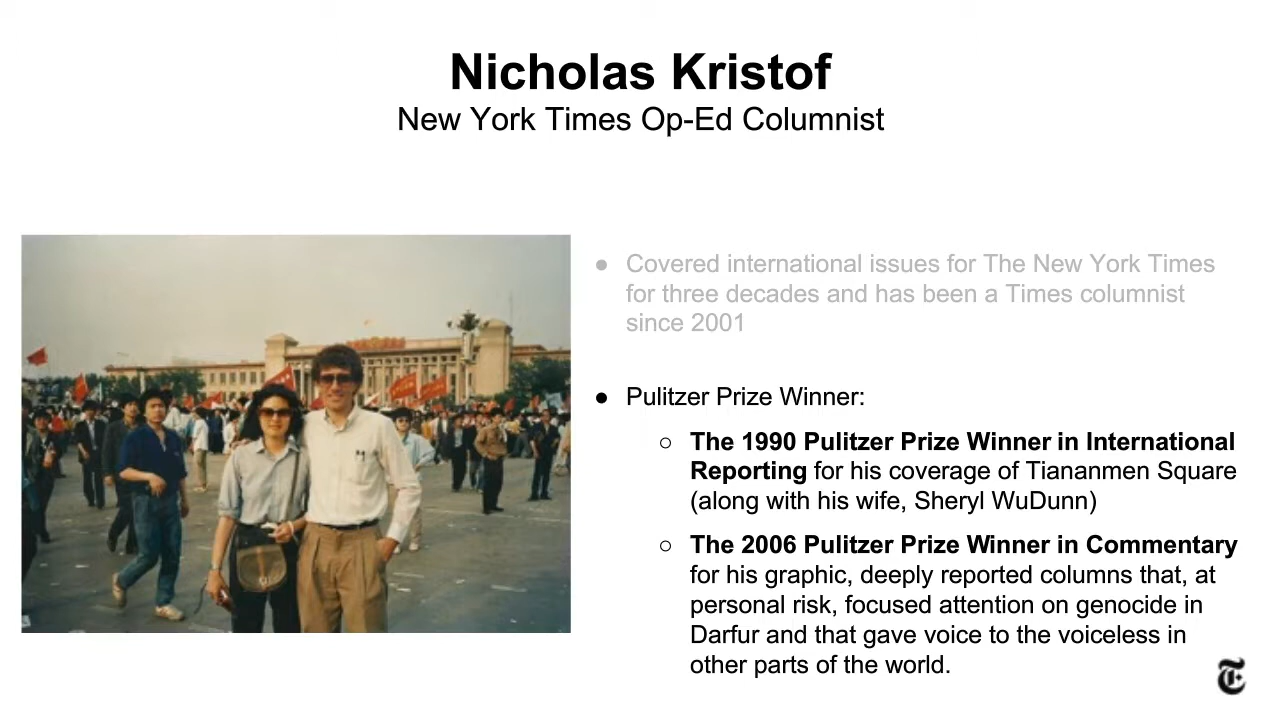 Nicholas Kristof
New York Times Op-Ed Columnist
● Covered international issues for The New York Times
for three decades and has been a Times columnist
since 2001
● Pulitzer Prize Winner:
○ The 1990 Pulitzer Prize Winner in International
Reporting for his coverage of Tiananmen Square
(along with his wife, Sheryl WuDunn)
○ The 2006 Pulitzer Prize Winner in Commentary
for his graphic, deeply reported columns that, at
personal risk, focused attention on genocide in
Darfur and that gave voice to the voiceless in
other parts of the world.
T